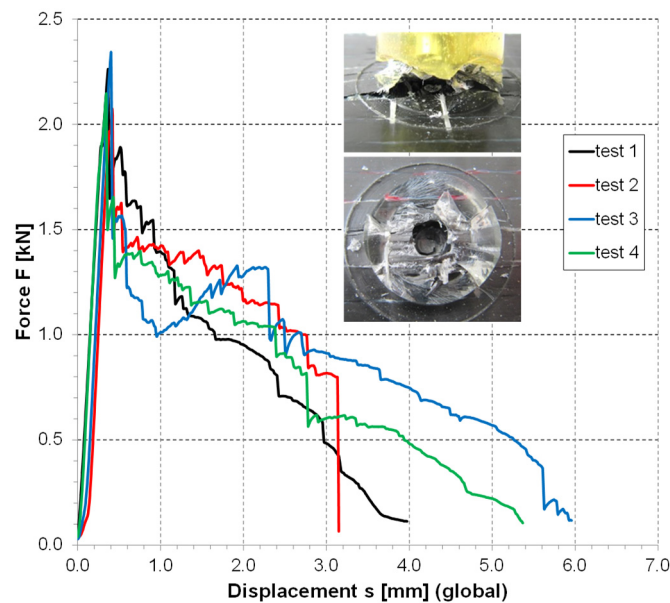 2.5
2.0
1.5
1.0
0.5
0.0
Force F [kN]
test 1
test 2
test 3
test 4
0.0 1.0 2.0 3.0 4.0 5.0 6.0 7.0
Displacement s [mm] (global)